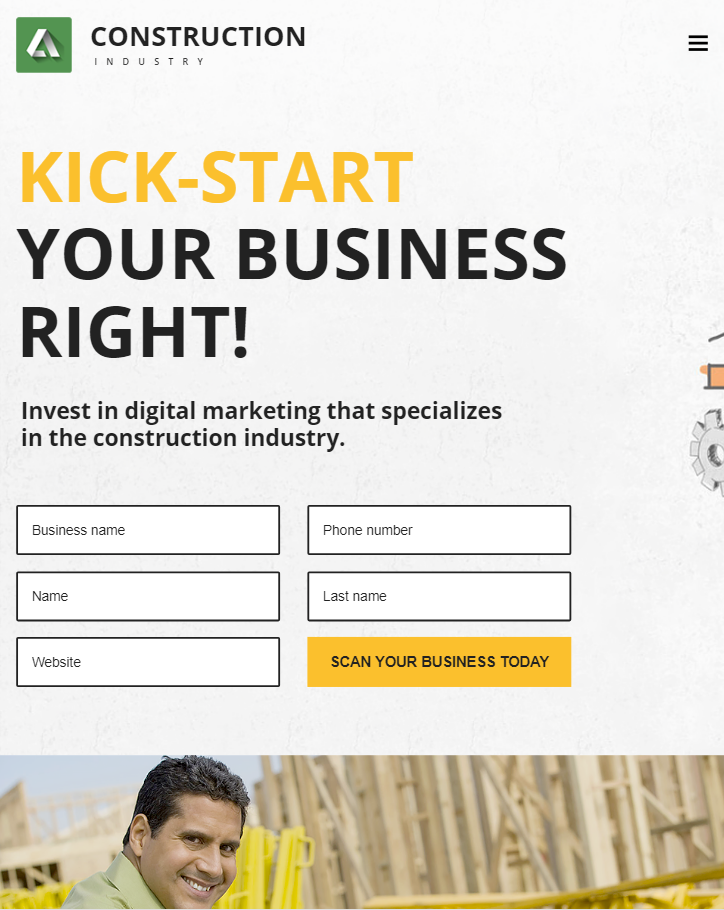 CONSTRUCTION
INDUSTRY
KICK-START
YOUR BUSINESS
RIGHT!
Invest in digital marketing that specializes
in the construction industry.
Business name
Phone number
Name
Last name
Website
SCAN YOUR BUSINESS TODAY